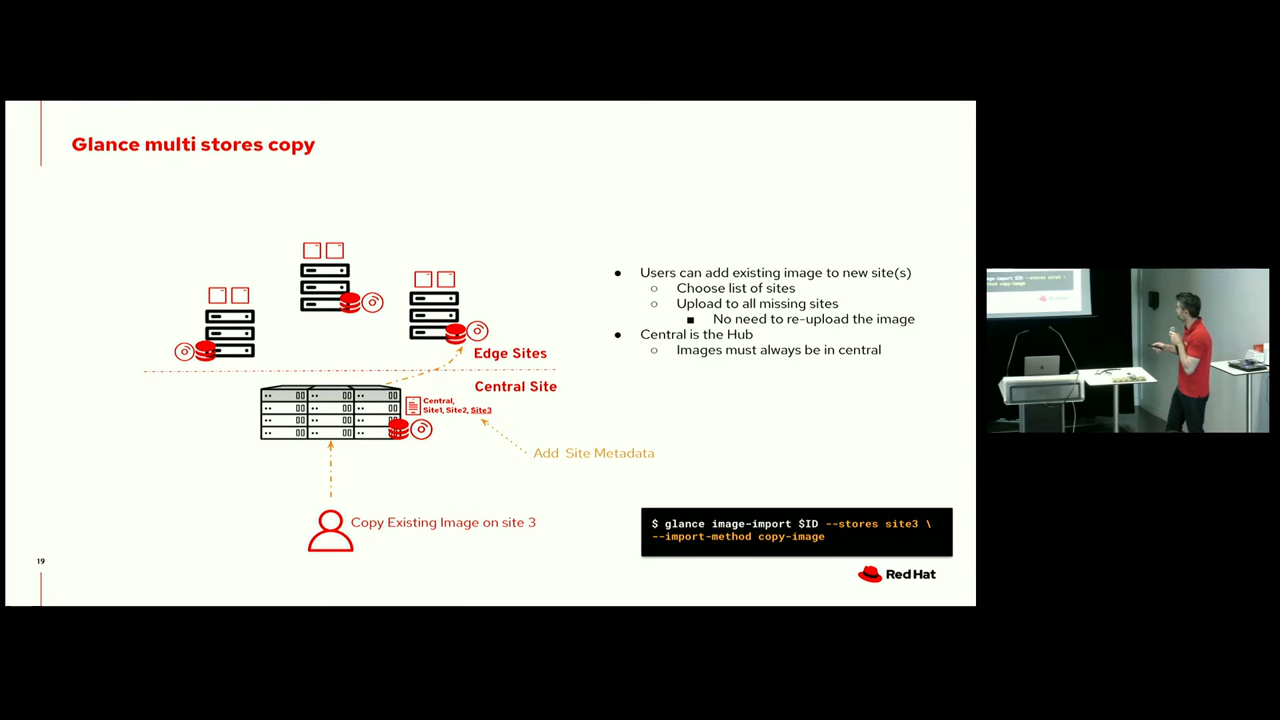 Glance multi stores copy
Users can add existing image to new site(s)
Choose list of sites
Upload to all missing sites
No need to re-upload the image
Central is the Hub
Images must always be in central
Edge Sites
Central Site
Central,
Site1, Site2, Site3
Add Site Metadata
Copy Existing Image on site 3
$ glance image-import $ID --stores site3 \
--import-method copy-image
19
Red Hat